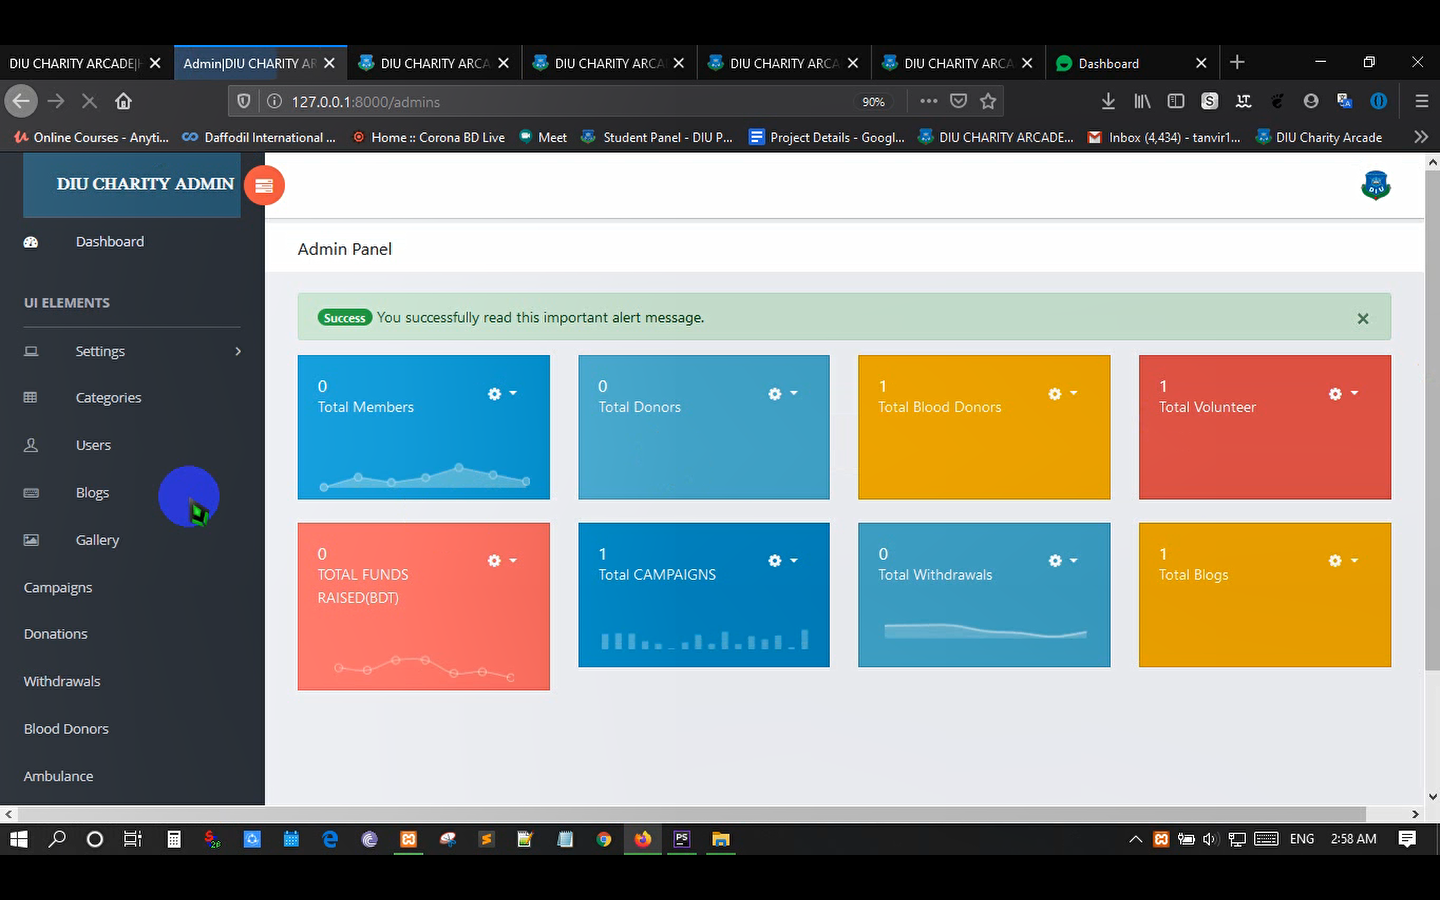 DIU CHARITY ARCADE|H
Admin|DIU CHARITY AR
DIU CHARITY ARCA
DIU CHARITY ARCA
DIU CHARITY ARCA
DIU CHARITY ARCA
Dashboard
127.0.0.1:8000/admins
90%
Online Courses - Anyti...
Daffodil International ...
Home :: Corona BD Live
Meet
Student Panel - DIU P...
Project Details - Googl...
DIU CHARITY ARCADE...
Inbox (4,434) - tanvir1...
DIU Charity Arcade
DIU CHARITY ADMIN
Dashboard
UI ELEMENTS
Settings
Categories
Users
Blogs
Gallery
Campaigns
Donations
Withdrawals
Blood Donors
Ambulance
Admin Panel
Success You successfully read this important alert message.
0
Total Members
0
Total Donors
1
Total Blood Donors
1
Total Volunteer
0
TOTAL FUNDS
RAISED(BDT)
1
Total CAMPAIGNS
0
Total Withdrawals
1
Total Blogs
ENG
2:58 AM